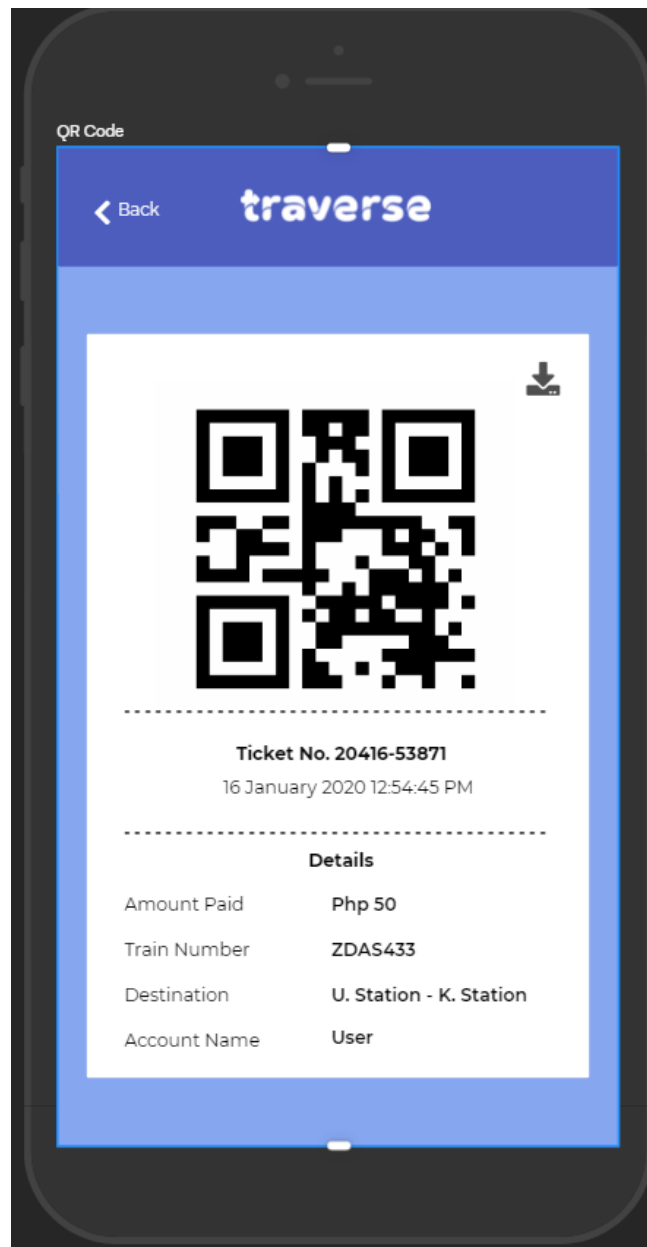 QR Code
Back
traverse
Ticket No. 20416-53871
16 January 2020 12:54:45 PM
Details
Amount Paid Php 50
Train Number ZDAS433
Destination U. Station - K. Station
Account Name User